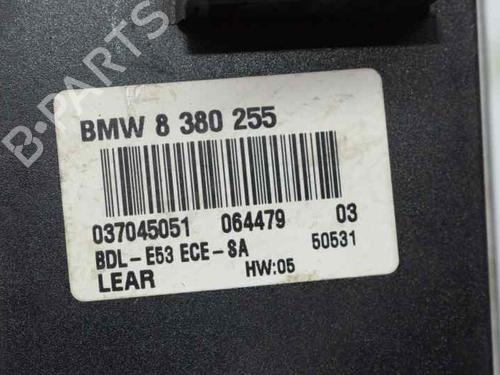 B-PARTS
BMW 8 380 255
037045051 064479 03
BDL-E53 ECE-SA 50531
LEAR HW:05